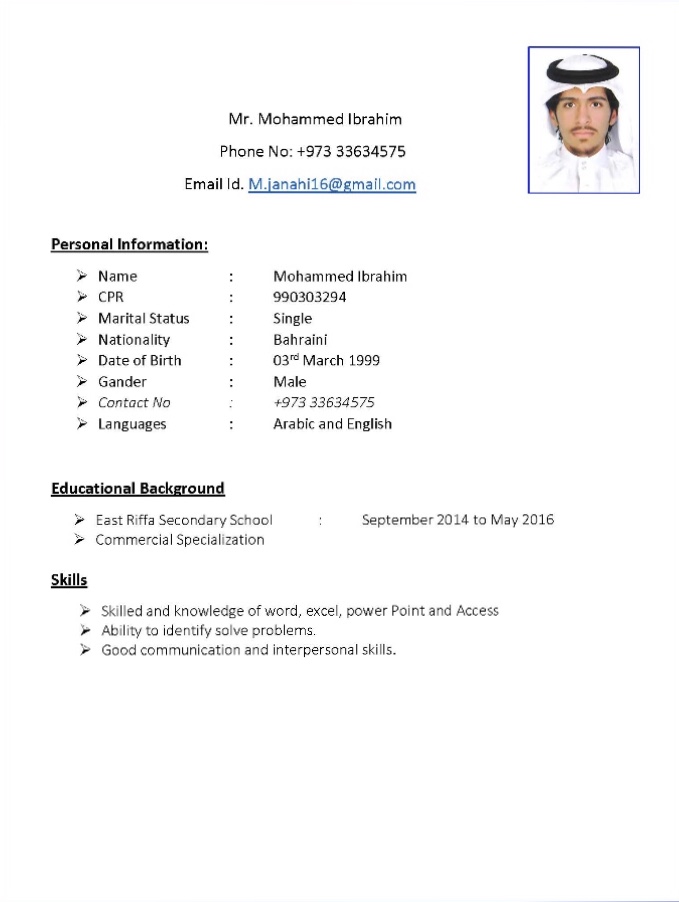 Mr. Mohammed Ibrahim
Phone No: +973 33634575
Email Id. M.janahi16@gmail.com
Personal Information:
Name : Mohammed Ibrahim
CPR : 990303294
Marital Status : Single
Nationality : Bahraini
Date of Birth : 03rd March 1999
Gander : Male
Contact No : +973 33634575
Languages : Arabic and English
Educational Background
East Riffa Secondary School : September 2014 to May 2016
Commercial Specialization
Skills
Skilled and knowledge of word, excel, power Point and Access
Ability to identify solve problems.
Good communication and interpersonal skills.